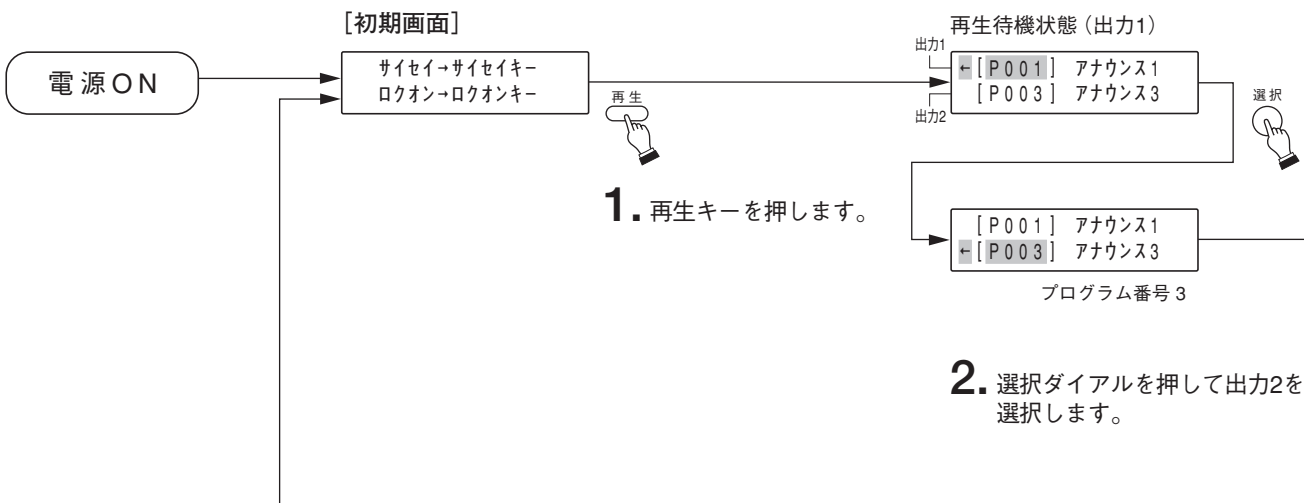 電源ON
[初期画面]
サイセイ→サイセイキー
ロクオン→ロクオンキー
再生
1. 再生キーを押します。
再生待機状態（出力1）
出力1
←[P001] アナウンス1
[P003] アナウンス3
出力2
選択
[P001] アナウンス1
←[P003] アナウンス3
プログラム番号 3
2. 選択ダイアルを押して出力2を
選択します。